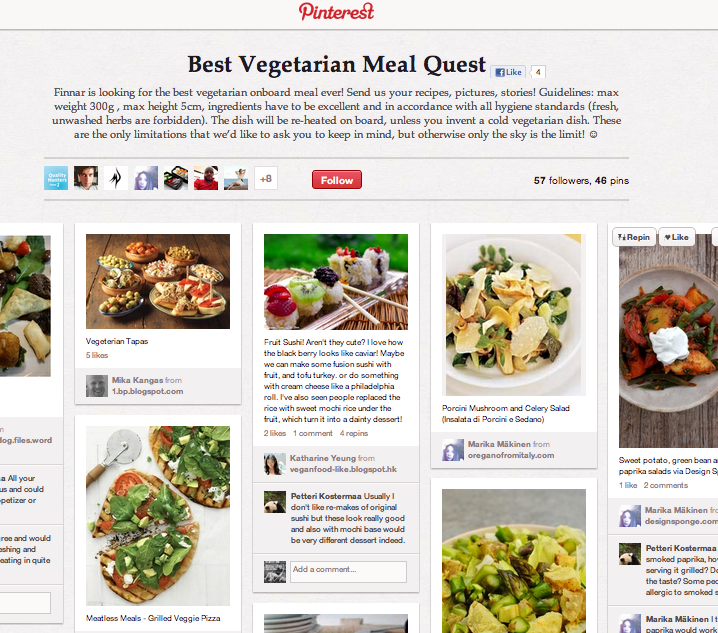 Pinterest
Best Vegetarian Meal Quest
Like
4
Finnar is looking for the best vegetarian onboard meal ever! Send us your recipes, pictures, stories! Guidelines: max
weight 300g , max height 5cm, ingredients have to be excellent and in accordance with all hygiene standards (fresh,
unwashed herbs are forbidden). The dish will be re-heated on board, unless you invent a cold vegetarian dish. These
are the only limitations that we'd like to ask you to keep in mind, but otherwise only the sky is the limit! ☺
+8
Follow
57 followers, 46 pins
dog.files.word
a All your
us and could
petizer or
gree and would
eshing and
eating in quite
Vegeterian Tapas
5 likes
Mika Kangas from
1.bp.blogspot.com
Meatless Meals - Grilled Veggie Pizza
Fruit Sushi! Aren't they cute? I love how
the black berry looks like caviar! Maybe
we can make some fusion sushi with
fruit, and tofu turkey. or do something
with cream cheese like a philadelphia
roll. I've also seen people replaced the
rice with sweet mochi rice under the
fruit, which turn it into a dainty dessert!
2 likes 1 comment 4 repins
Katharine Yeung from
veganfood-like.blogspot.hk
Petteri Kostermaa Usually I
don't like re-makes of original
sushi but these look really good
and also with mochi base would
be very different dessert indeed.
Add a comment...
Porcini Mushroom and Celery Salad
(Insalata di Porcini e Sedano)
Marika Mäkinen from
oreganofromitaly.com
Repin
Like
Sweet potato, green bean a
paprika salads via Design Sp
1 like 2 comments
Marika Mäkinen fr
designsponge.com
Petteri Kostermaa
smoked paprika, ho
serving it grilled? Do
the taste? Some peo
allergic to smoked s
Marika Mäkinen I t
paprika would work